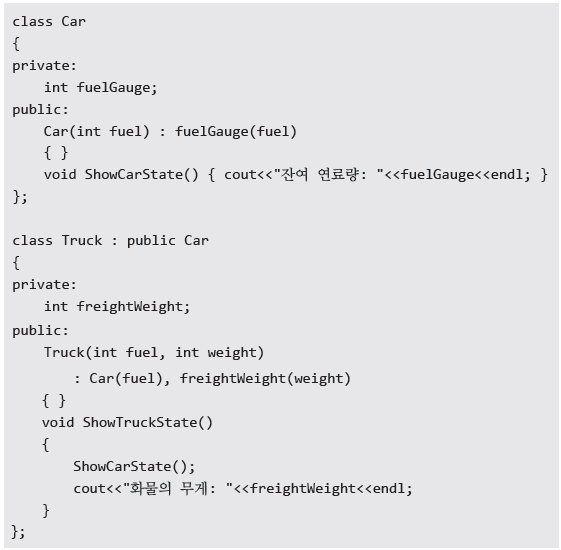 class Car
{
private:
    int fuelGauge;
public:
    Car(int fuel) : fuelGauge(fuel)
    { }
    void ShowCarState() { cout<<"잔여 연료량: "<<fuelGauge<<endl; }
};

class Truck : public Car
{
private:
    int freightWeight;
public:
    Truck(int fuel, int weight)
        : Car(fuel), freightWeight(weight)
    { }
    void ShowTruckState()
    {
        ShowCarState();
        cout<<"화물의 무게: "<<freightWeight<<endl;
    }
};